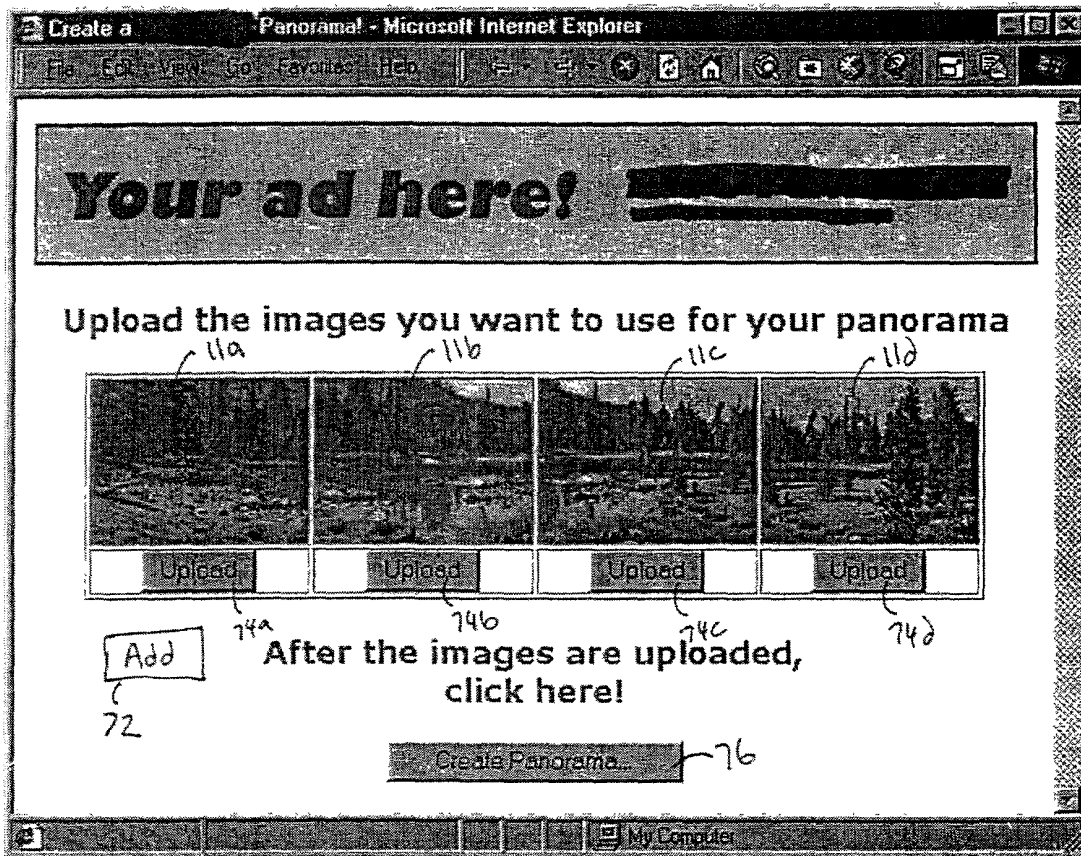 Create a Panorama! - Microsoft Internet Explorer
File Edit View Go Favorites Help
Your ad here!
Upload the images you want to use for your panorama
11a 11b 11c 11d
Upload Upload Upload Upload
74a 74b 74c 74d
Add After the images are uploaded,
click here!
72
Create Panorama... 76
My Computer